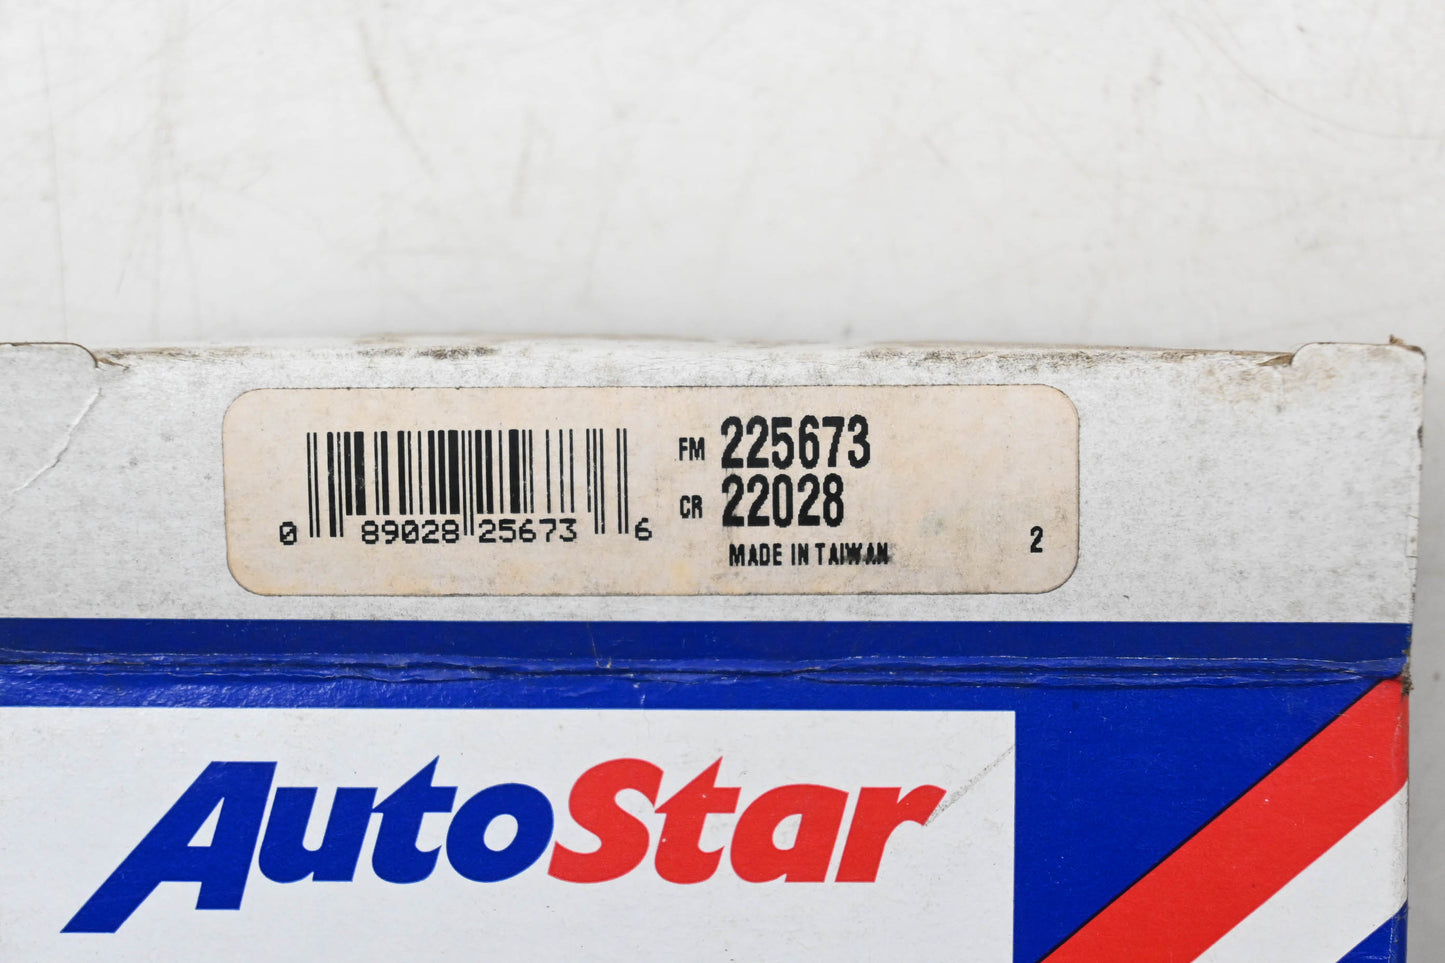 FM 225673
CR 22028
0 89028 25673 6
MADE IN TAIWAN
2
AutoStar